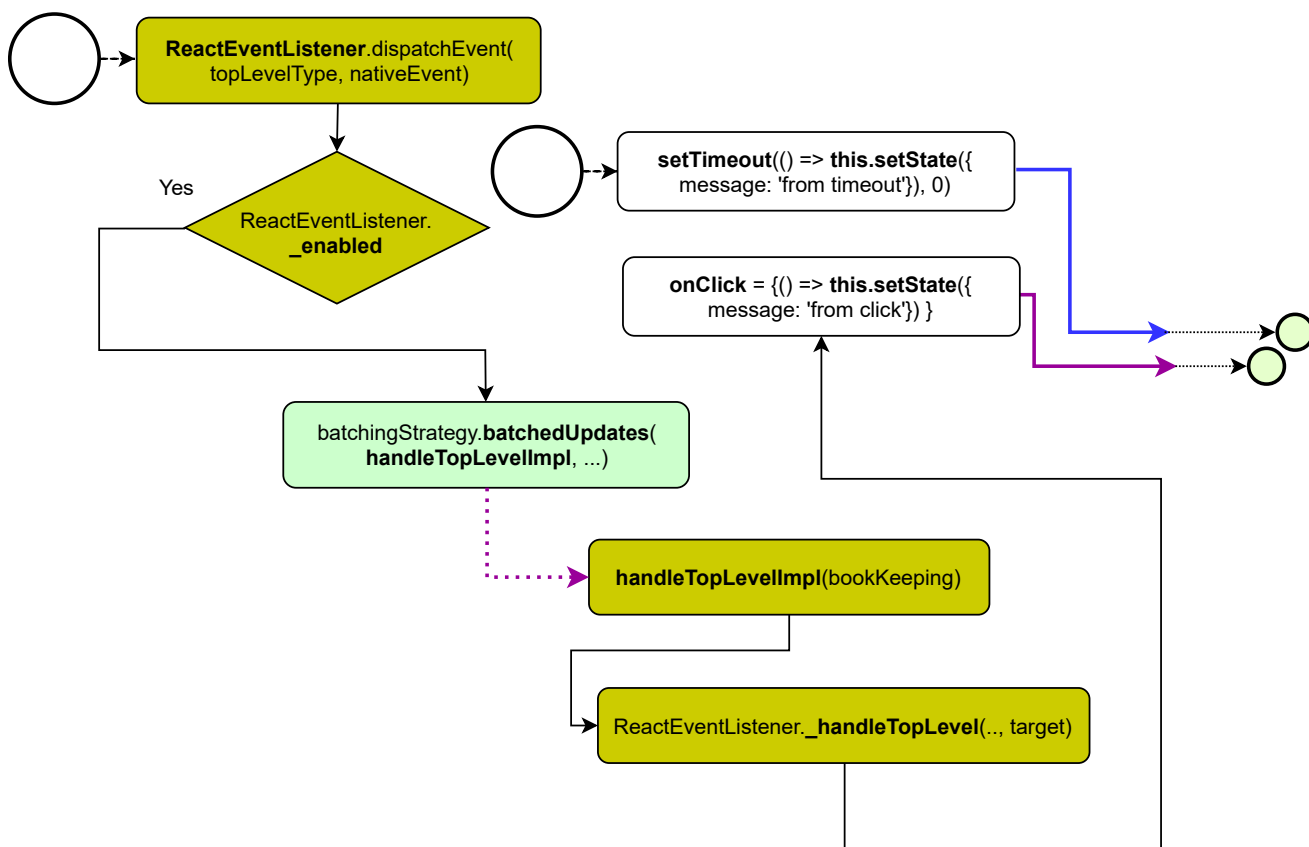 ReactEventListener.dispatchEvent(
topLevelType, nativeEvent)
Yes
ReactEventListener.
_enabled
setTimeout(() => this.setState({
message: 'from timeout'}), 0)
onClick = {() => this.setState({
message: 'from click'}) }
batchingStrategy.batchedUpdates(
handleTopLevelImpl, ...)
handleTopLevelImpl(bookKeeping)
ReactEventListener._handleTopLevel(.., target)